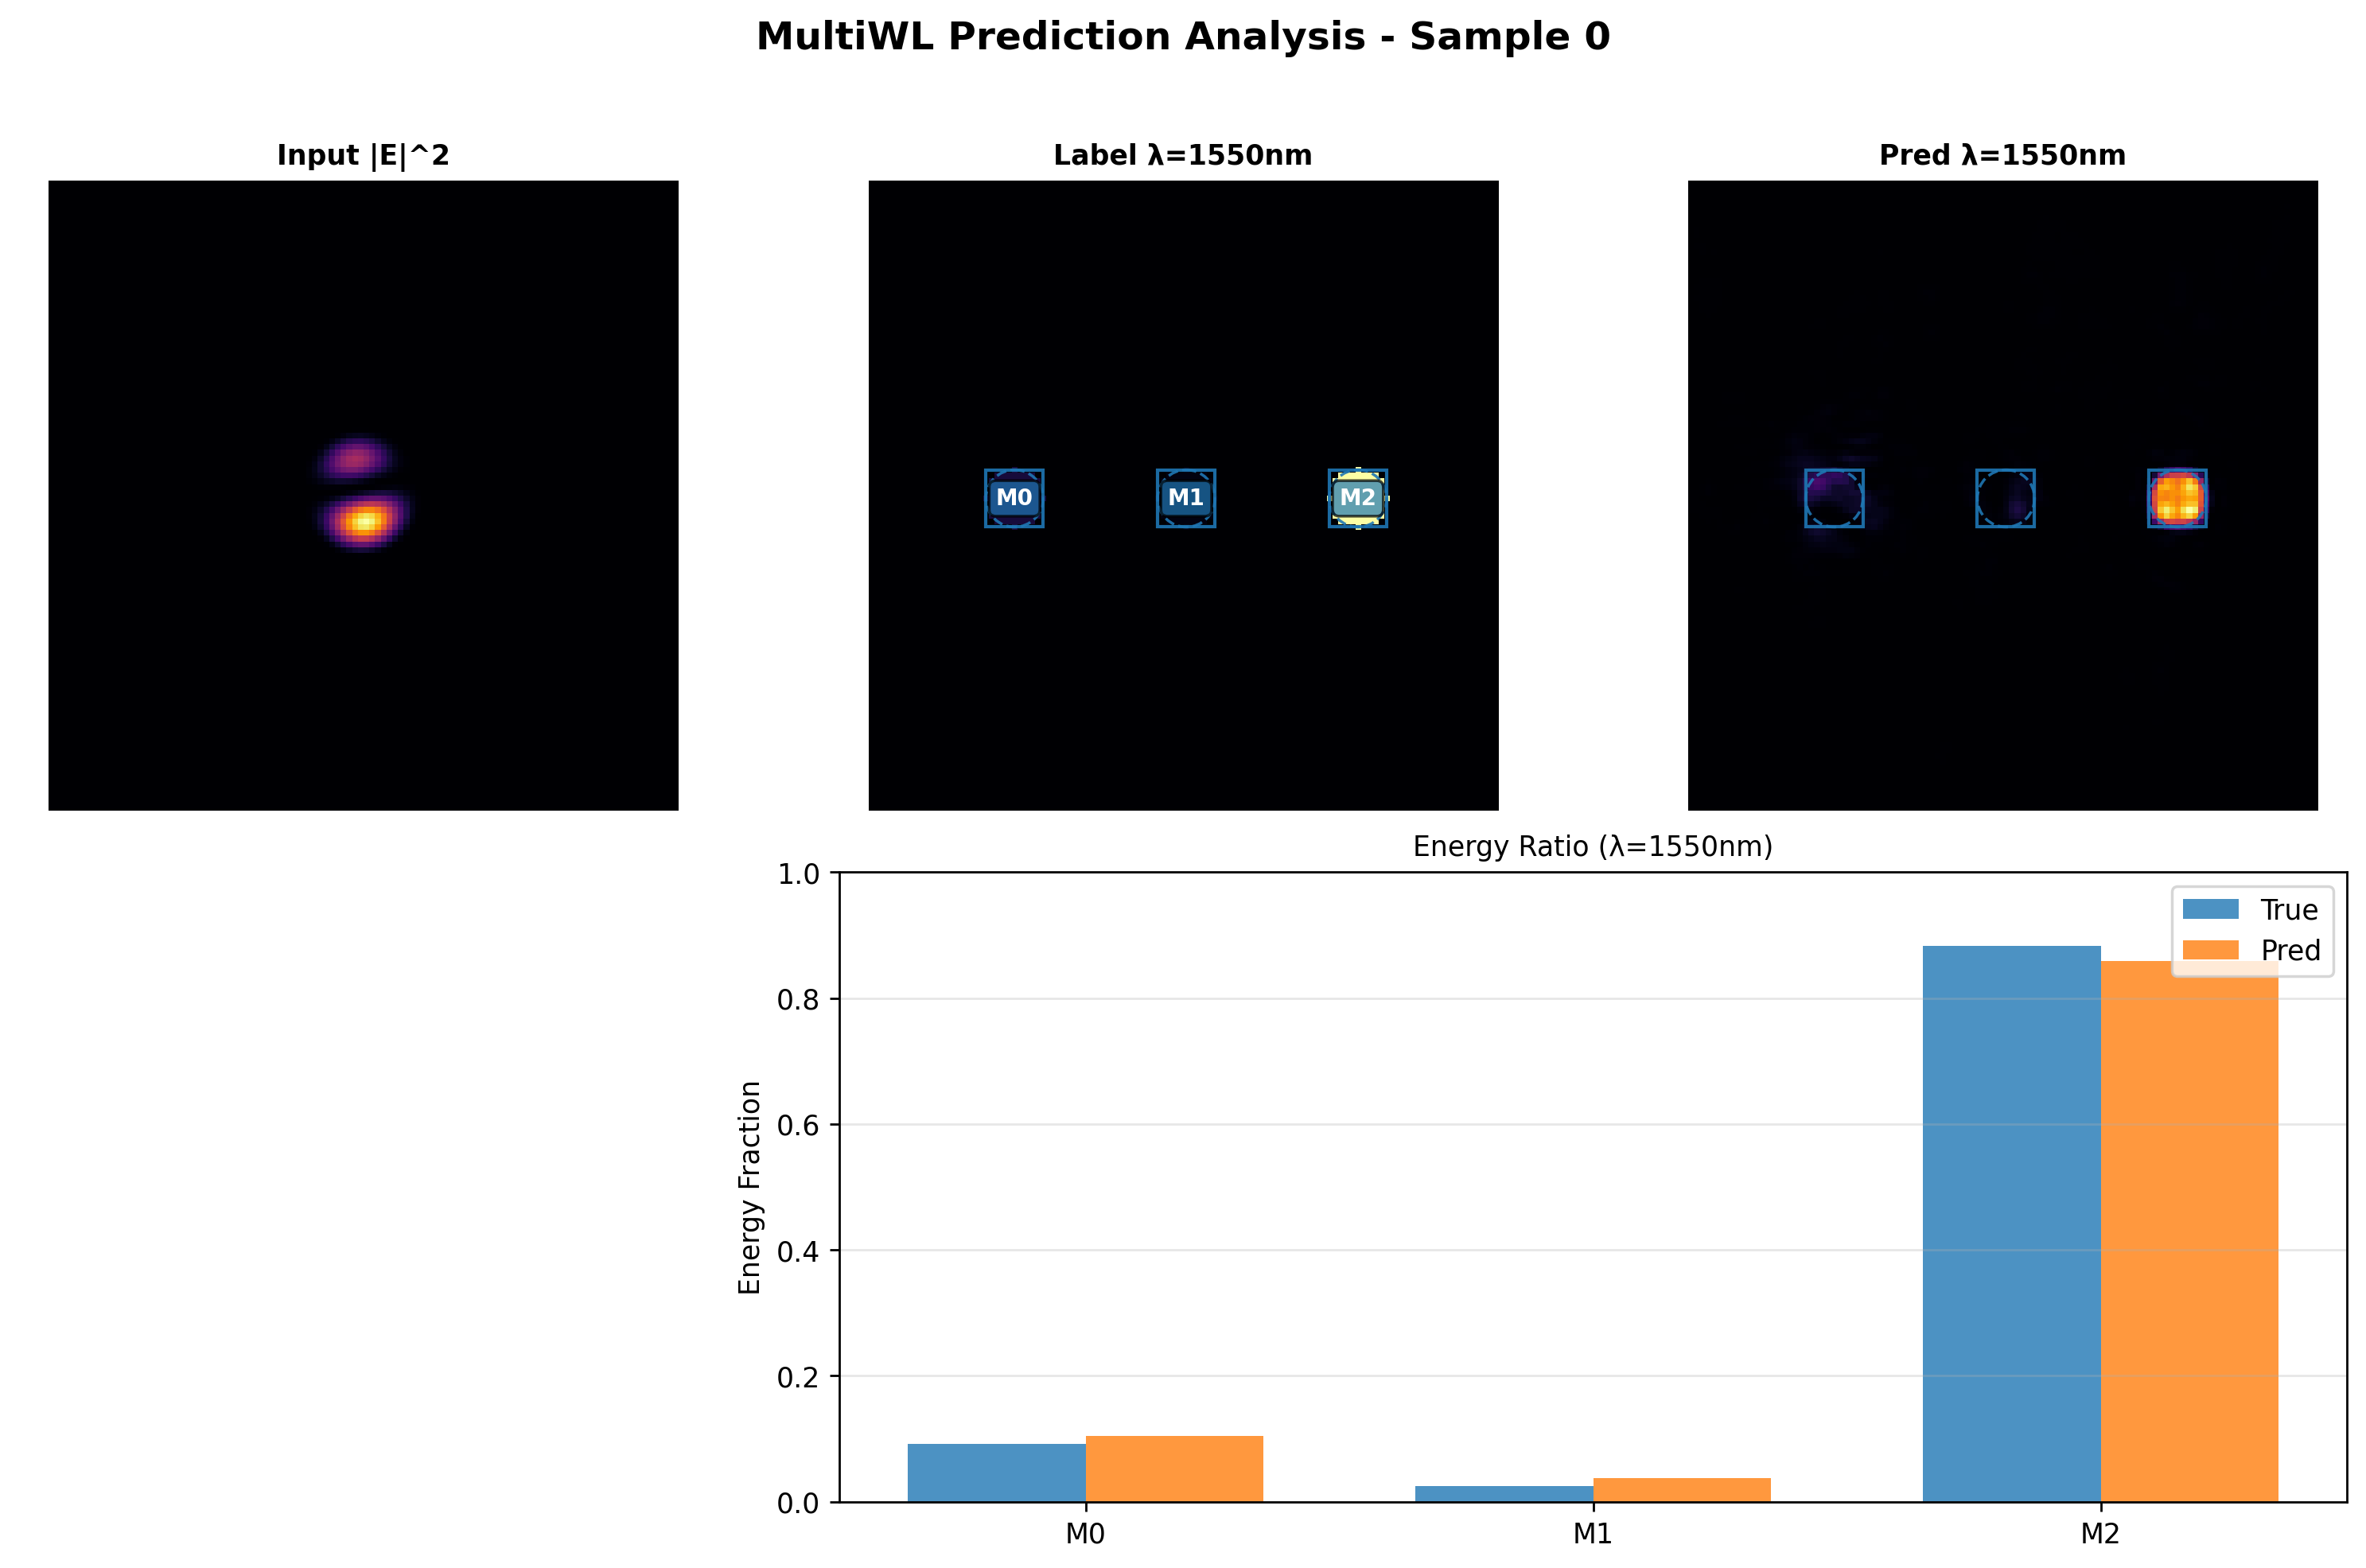 MultiWL Prediction Analysis - Sample 0
Input |E|^2
Label λ=1550nm
Pred λ=1550nm
M0
M1
M2
Energy Ratio (λ=1550nm)
True
Pred
Energy Fraction
1.0
0.8
0.6
0.4
0.2
0.0
M0
M1
M2